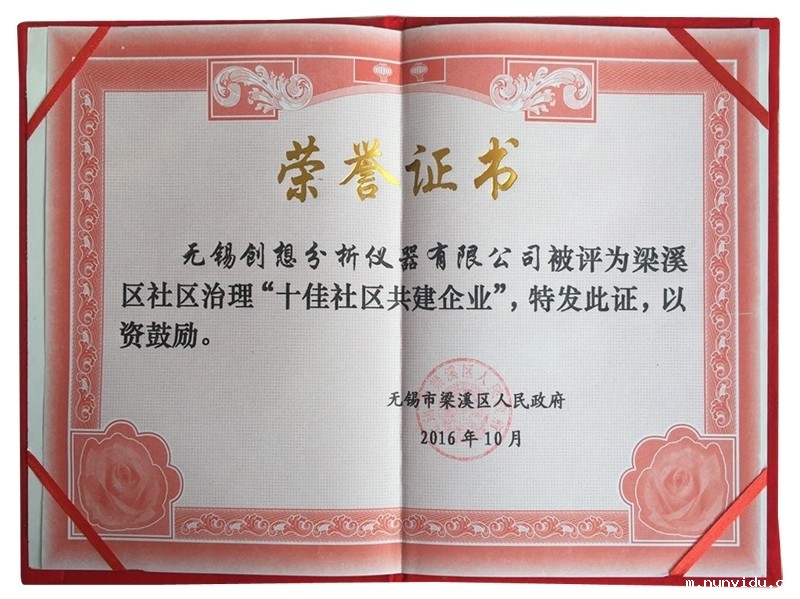 荣誉证书
无锡创想分析仪器有限公司被评为梁溪
区社区治理“十佳社区共建企业”，特发此证，以
资鼓励。
无锡市梁溪区人民政府
2016年10月